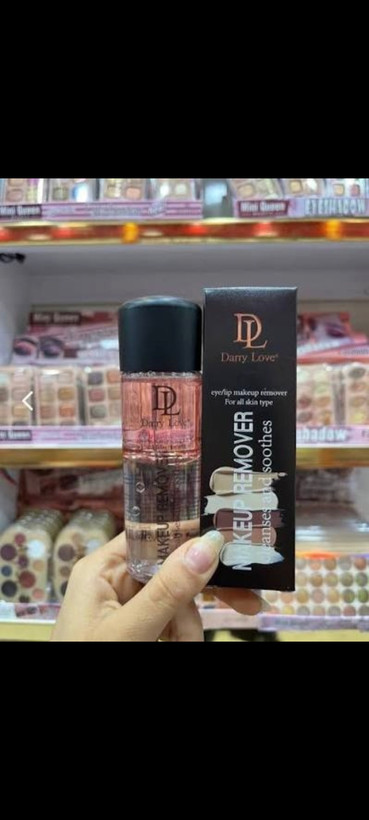 Mini Queen
Mini Queen
EYESHADOW
Mini Queen
DL
Darry Love
MAKEUP REMOVER
DL
Darry Love®
eye/lip makeup remover
For all skin type
MAKEUP REMOVER
cleanses and soothes
shadow